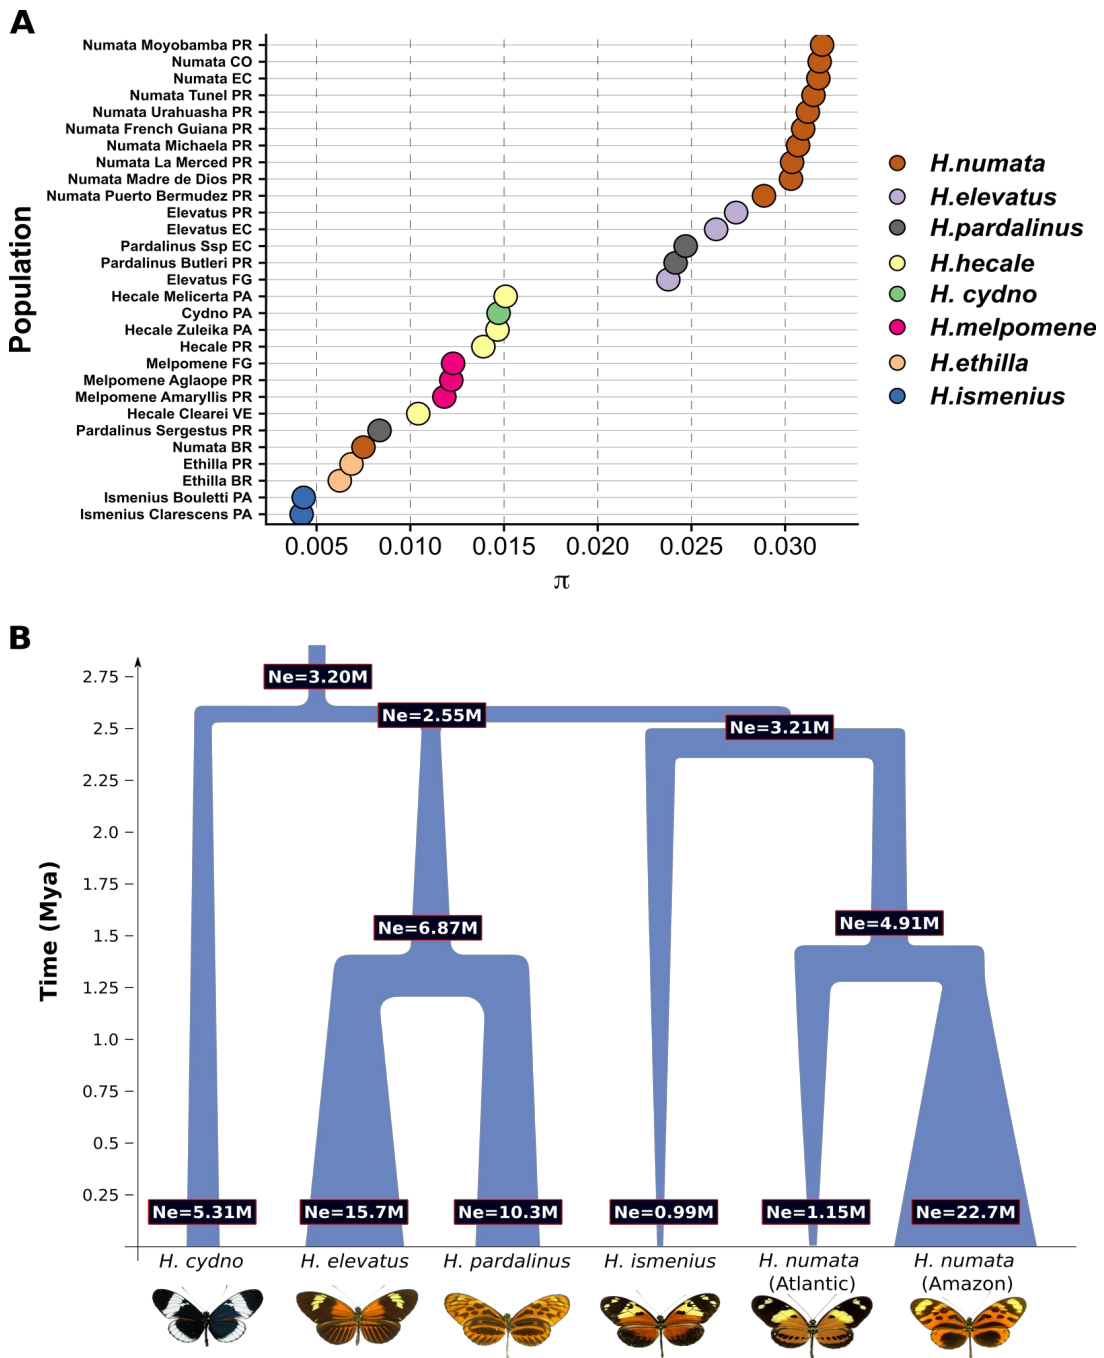 A
Population
Numata Moyobamba PR
Numata CO
Numata EC
Numata Tunel PR
Numata Urahuasha PR
Numata French Guiana PR
Numata Michaela PR
Numata La Merced PR
Numata Madre de Dios PR
Numata Puerto Bermudez PR
Elevatus PR
Elevatus EC
Pardalinus Ssp EC
Pardalinus Butleri PR
Elevatus FG
Hecale Melicerta PA
Cydno PA
Hecale Zuleika PA
Hecale PR
Melpomene FG
Melpomene Aglaope PR
Melpomene Amaryllis PR
Hecale Clearei VE
Pardalinus Sergestus PR
Numata BR
Ethilla PR
Ethilla BR
Ismenius Bouletti PA
Ismenius Clarescens PA
0.005 0.010 0.015 0.020 0.025 0.030
π
H.numata
H.elevatus
H.pardalinus
H.hecale
H. cydno
H.melpomene
H.ethilla
H.ismenius
B
Time (Mya)
2.75
2.5
2.25
2.0
1.75
1.5
1.25
1.0
0.75
0.5
0.25
Ne=3.20M
Ne=2.55M
Ne=3.21M
Ne=6.87M
Ne=4.91M
Ne=5.31M Ne=15.7M Ne=10.3M Ne=0.99M Ne=1.15M Ne=22.7M
H. cydno H. elevatus H. pardalinus H. ismenius H. numata H. numata
(Atlantic) (Amazon)